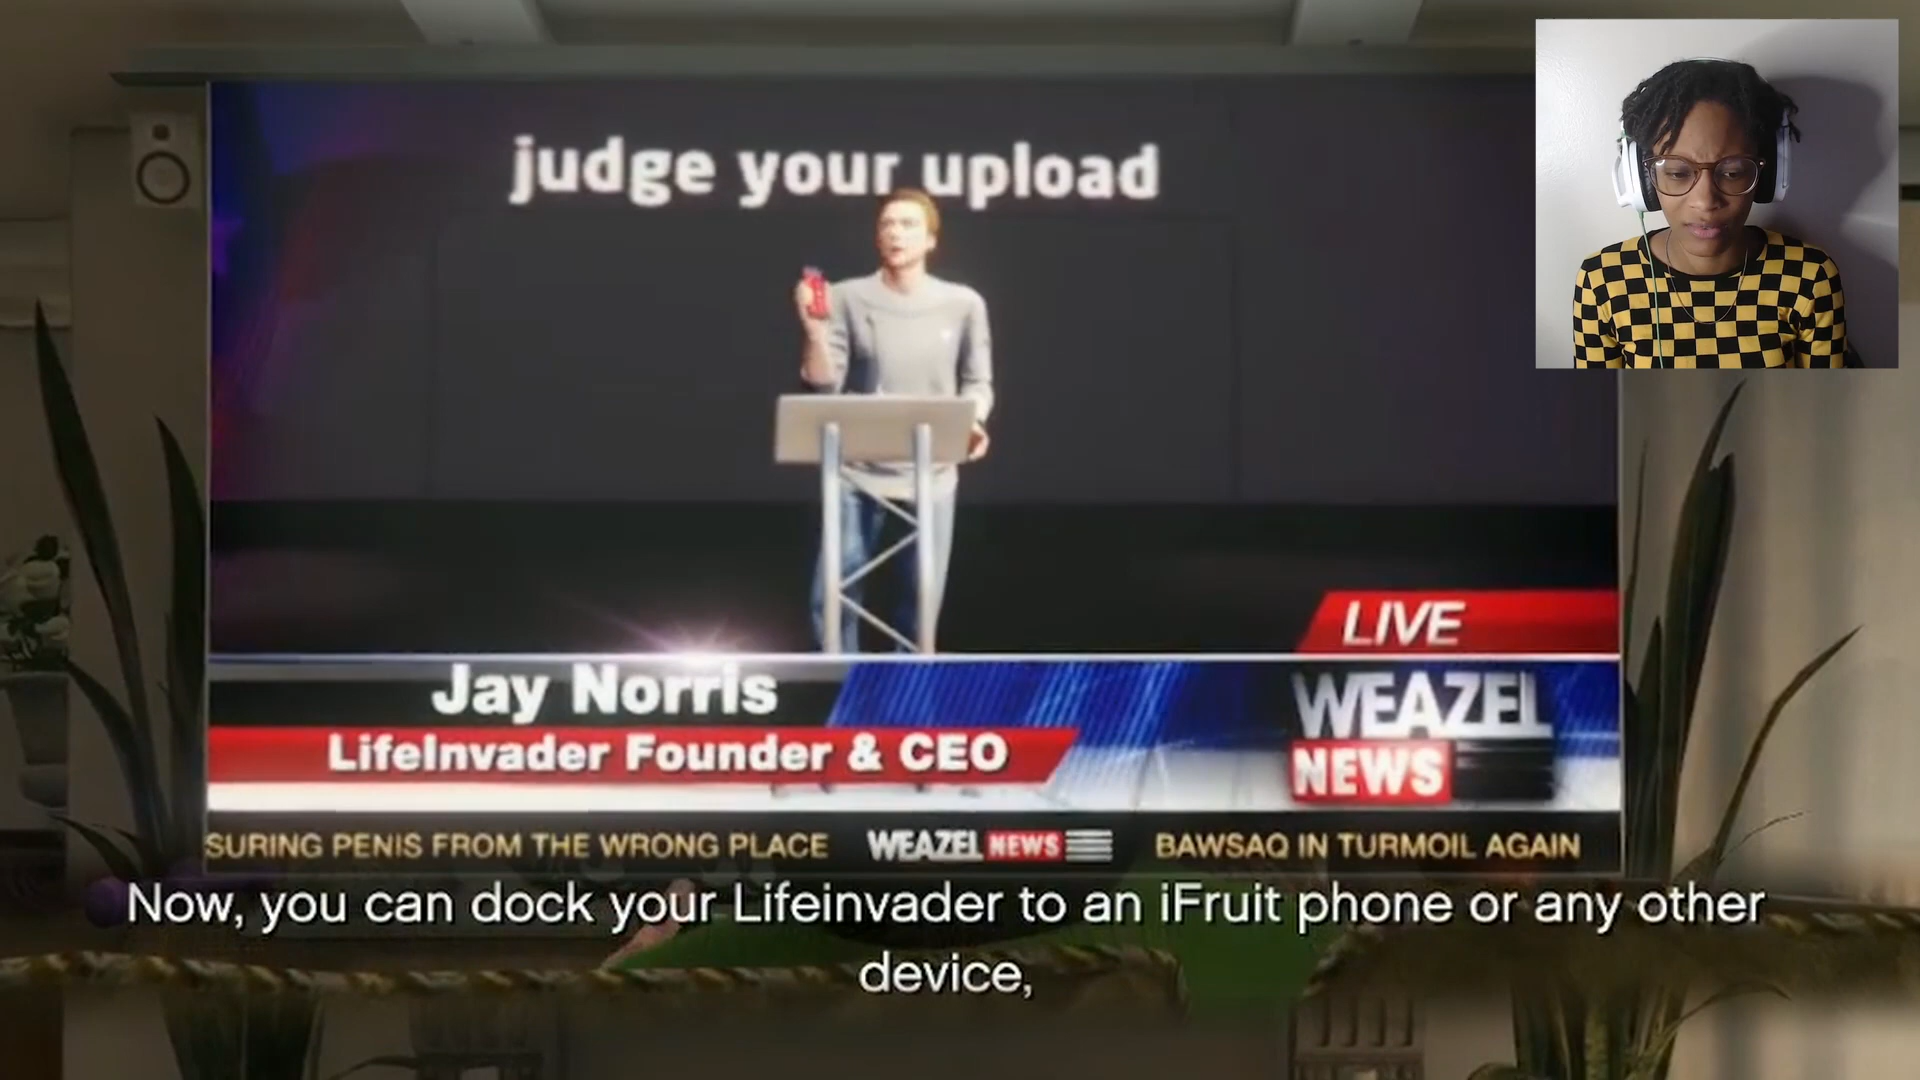 judge your upload
LIVE
Jay Norris
LifeInvader Founder & CEO
WEAZEL
NEWS
SURING PENIS FROM THE WRONG PLACE WEAZEL NEWS BAWSAQ IN TURMOIL AGAIN
Now, you can dock your Lifeinvader to an iFruit phone or any other
device,